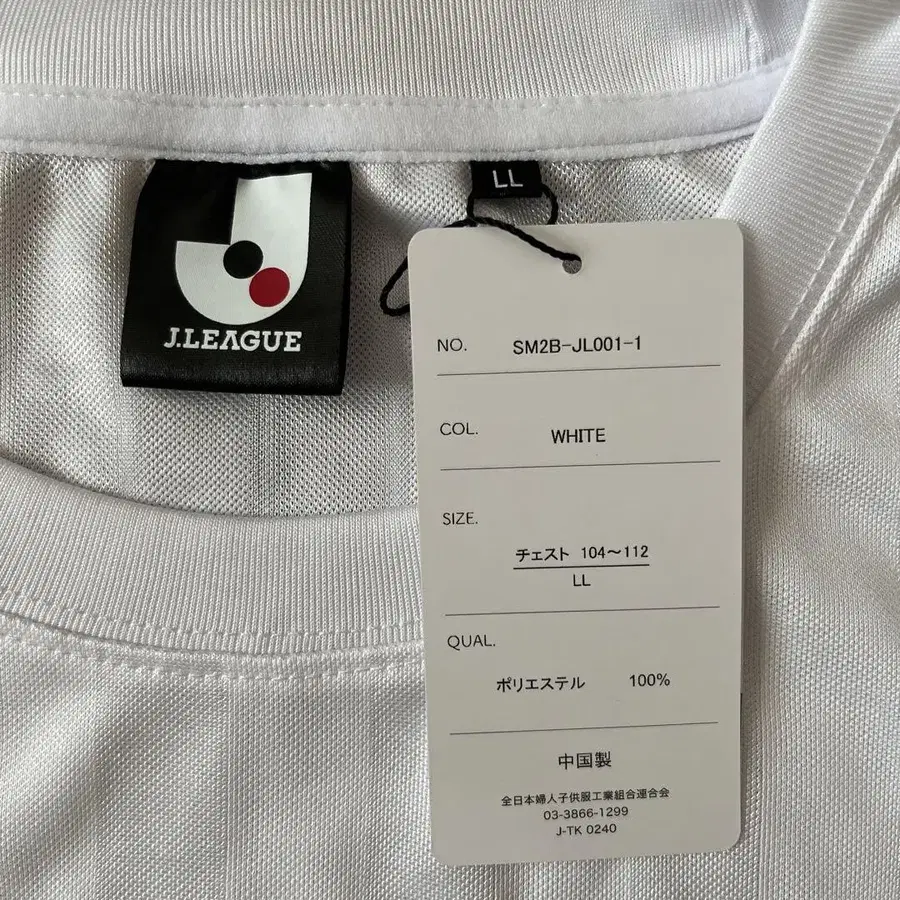 J.LEAGUE
LL
NO. SM2B-JL001-1
COL. WHITE
SIZE.
チェスト 104～112
LL
QUAL.
ポリエステル 100%
中国製
全日本婦人子供服工業組合連合会
03-3866-1299
J-TK 0240